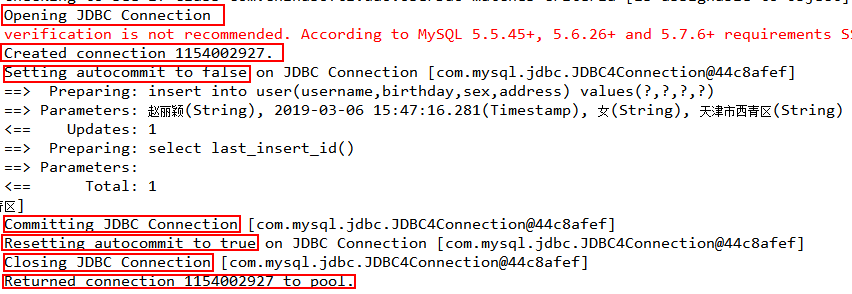 Opening JDBC Connection
verification is not recommended. According to MySQL 5.5.45+, 5.6.26+ and 5.7.6+ requirements SS
Created connection 1154002927.
Setting autocommit to false on JDBC Connection [com.mysql.jdbc.JDBC4Connection@44c8afef]
==>  Preparing: insert into user(username,birthday,sex,address) values(?,?,?,?)
==> Parameters: 赵丽颖(String), 2019-03-06 15:47:16.281(Timestamp), 女(String), 天津市西青区(String)
<==    Updates: 1
==>  Preparing: select last_insert_id()
==> Parameters:
<==      Total: 1
区]
Committing JDBC Connection [com.mysql.jdbc.JDBC4Connection@44c8afef]
Resetting autocommit to true on JDBC Connection [com.mysql.jdbc.JDBC4Connection@44c8afef]
Closing JDBC Connection [com.mysql.jdbc.JDBC4Connection@44c8afef]
Returned connection 1154002927 to pool.